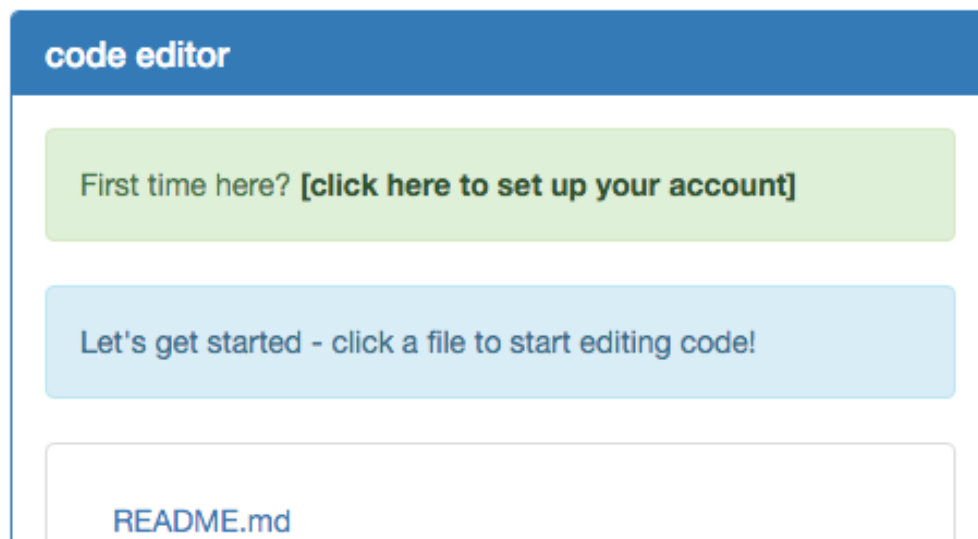 code editor
First time here? [click here to set up your account]
Let's get started - click a file to start editing code!
README.md